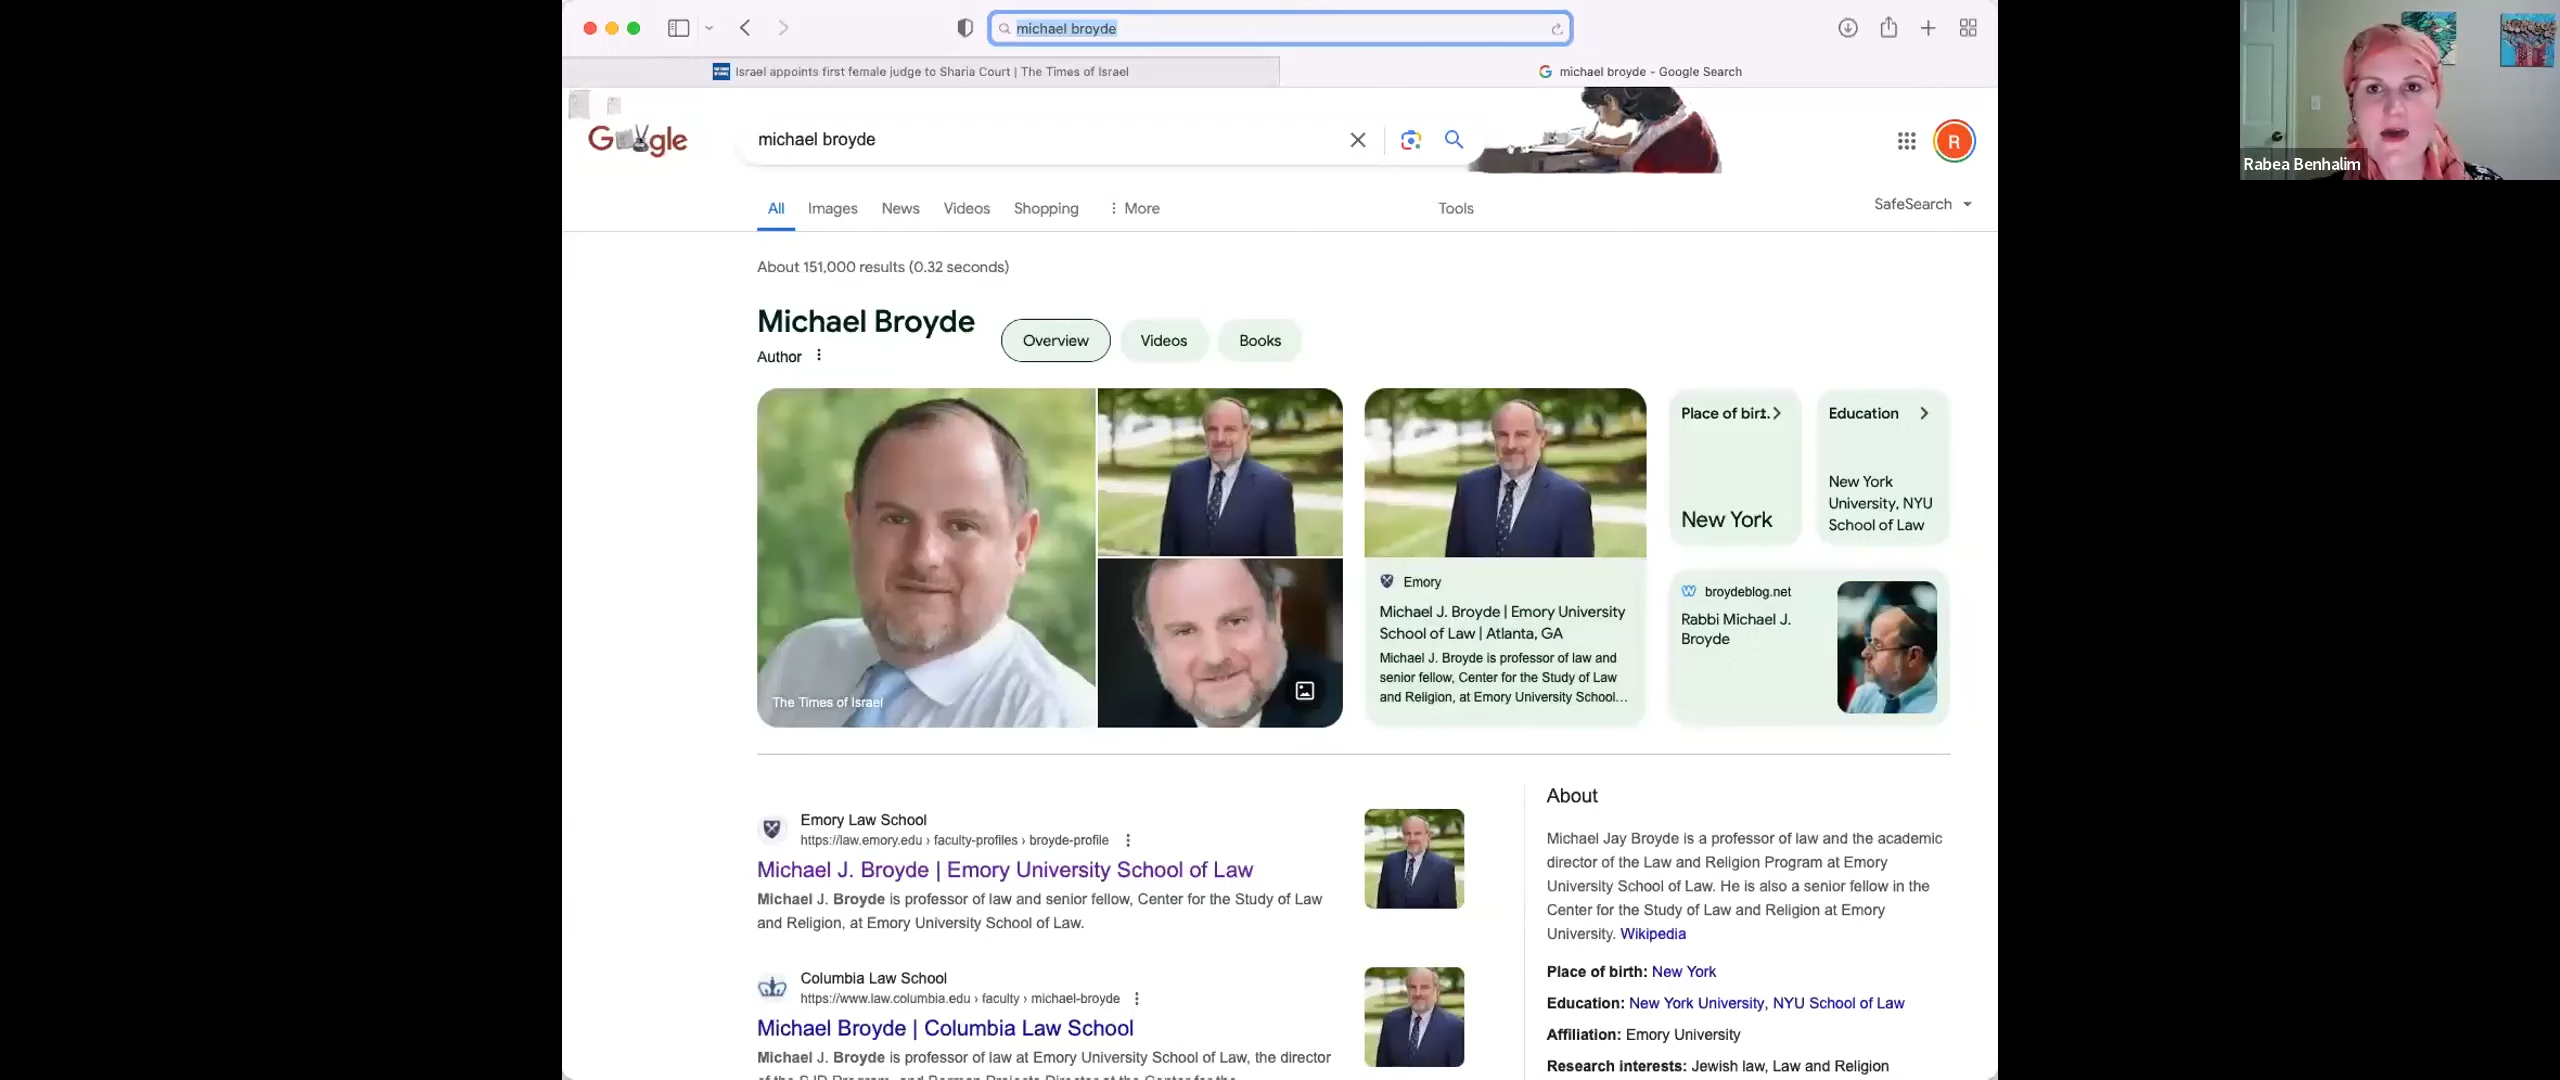 michael broyde
Israel appoints first female judge to Sharia Court | The Times of Israel
michael broyde - Google Search
Google
michael broyde
R
Rabea Benhalim
All Images News Videos Shopping More Tools SafeSearch
About 151,000 results (0.32 seconds)
Michael Broyde
Author
Overview Videos Books
The Times of Israel
Emory
Michael J. Broyde | Emory University
School of Law | Atlanta, GA
Michael J. Broyde is professor of law and
senior fellow, Center for the Study of Law
and Religion, at Emory University School...
Place of birt.
New York
Education
New York
University, NYU
School of Law
broydeblog.net
Rabbi Michael J.
Broyde
Emory Law School
https://law.emory.edu › faculty-profiles › broyde-profile
Michael J. Broyde | Emory University School of Law
Michael J. Broyde is professor of law and senior fellow, Center for the Study of Law
and Religion, at Emory University School of Law.
Columbia Law School
https://www.law.columbia.edu › faculty › michael-broyde
Michael Broyde | Columbia Law School
Michael J. Broyde is professor of law at Emory University School of Law, the director
About
Michael Jay Broyde is a professor of law and the academic
director of the Law and Religion Program at Emory
University School of Law. He is also a senior fellow in the
Center for the Study of Law and Religion at Emory
University. Wikipedia
Place of birth: New York
Education: New York University, NYU School of Law
Affiliation: Emory University
Research interests: Jewish law, Law and Religion